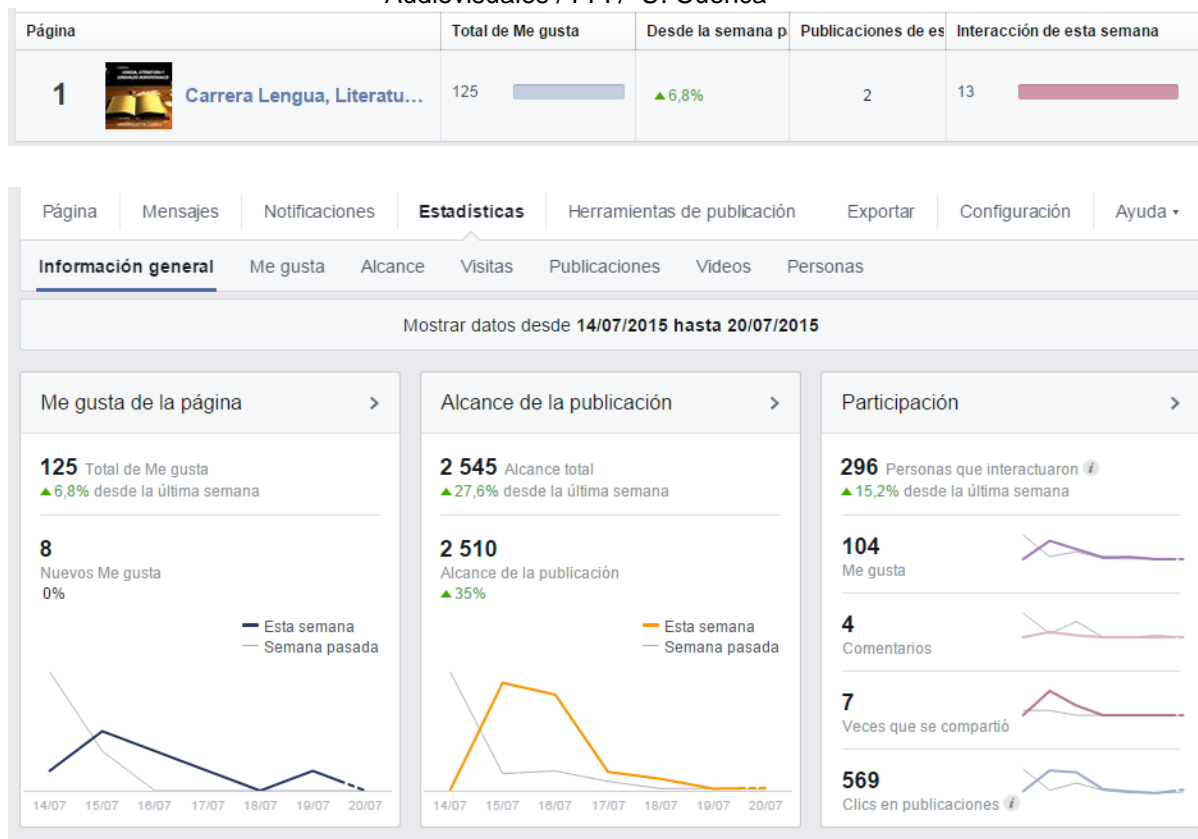 Página Total de Me gusta Desde la semana p Publicaciones de es Interacción de esta semana
1 Carrera Lengua, Literatu... 125 6,8% 2 13
Página Mensajes Notificaciones Estadísticas Herramientas de publicación Exportar Configuración Ayuda
Información general Me gusta Alcance Visitas Publicaciones Videos Personas
Mostrar datos desde 14/07/2015 hasta 20/07/2015
Me gusta de la página
125 Total de Me gusta
6,8% desde la última semana
8
Nuevos Me gusta
0%
Esta semana
Semana pasada
14/07 15/07 16/07 17/07 18/07 19/07 20/07
Alcance de la publicación
2 545 Alcance total
27,6% desde la última semana
2 510
Alcance de la publicación
35%
Esta semana
Semana pasada
14/07 15/07 16/07 17/07 18/07 19/07 20/07
Participación
296 Personas que interactuaron i
15,2% desde la última semana
104
Me gusta
4
Comentarios
7
Veces que se compartió
569
Clics en publicaciones i